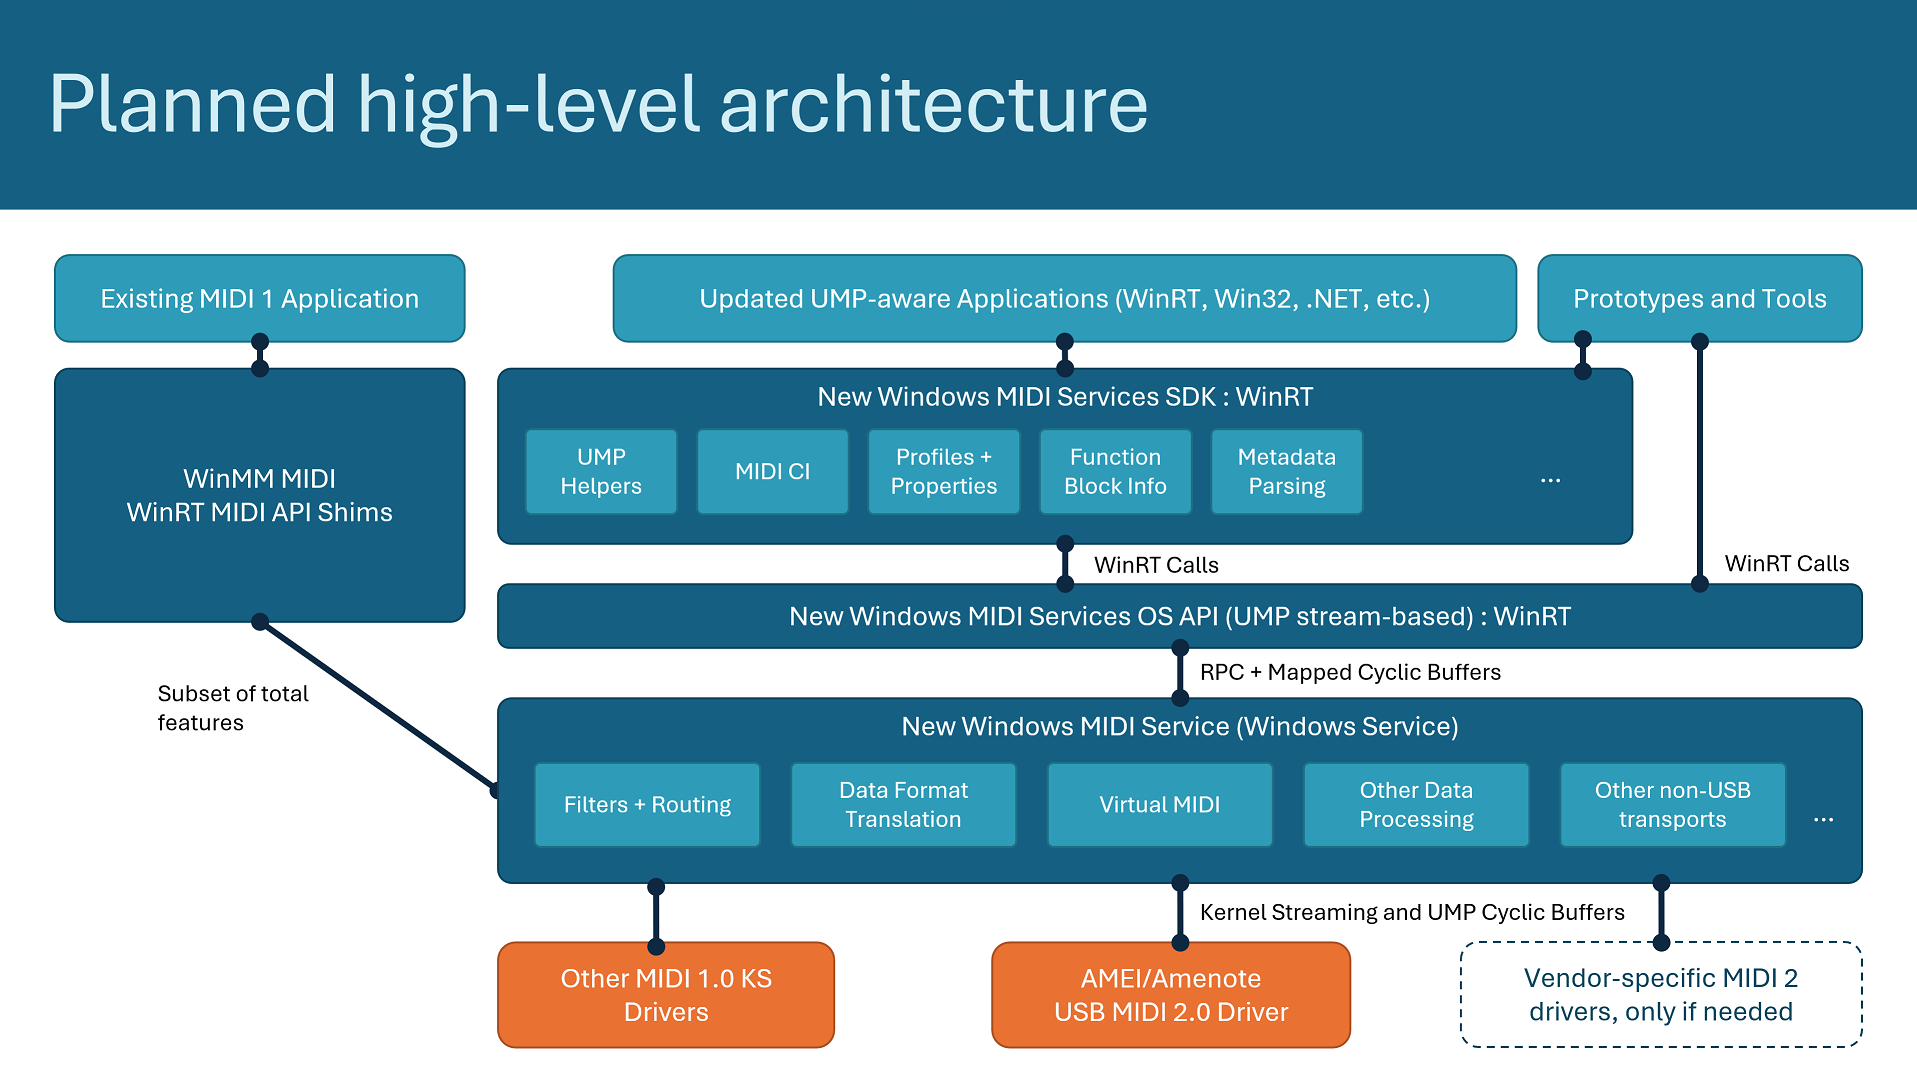 Planned high-level architecture
Existing MIDI 1 Application
Updated UMP-aware Applications (WinRT, Win32, .NET, etc.)
Prototypes and Tools
WinMM MIDI
WinRT MIDI API Shims
New Windows MIDI Services SDK : WinRT
UMP
Helpers
MIDI CI
Profiles +
Properties
Function
Block Info
Metadata
Parsing
...
WinRT Calls
WinRT Calls
New Windows MIDI Services OS API (UMP stream-based) : WinRT
Subset of total
features
RPC + Mapped Cyclic Buffers
New Windows MIDI Service (Windows Service)
Filters + Routing
Data Format
Translation
Virtual MIDI
Other Data
Processing
Other non-USB
transports
...
Kernel Streaming and UMP Cyclic Buffers
Other MIDI 1.0 KS
Drivers
AMEI/Amenote
USB MIDI 2.0 Driver
Vendor-specific MIDI 2
drivers, only if needed